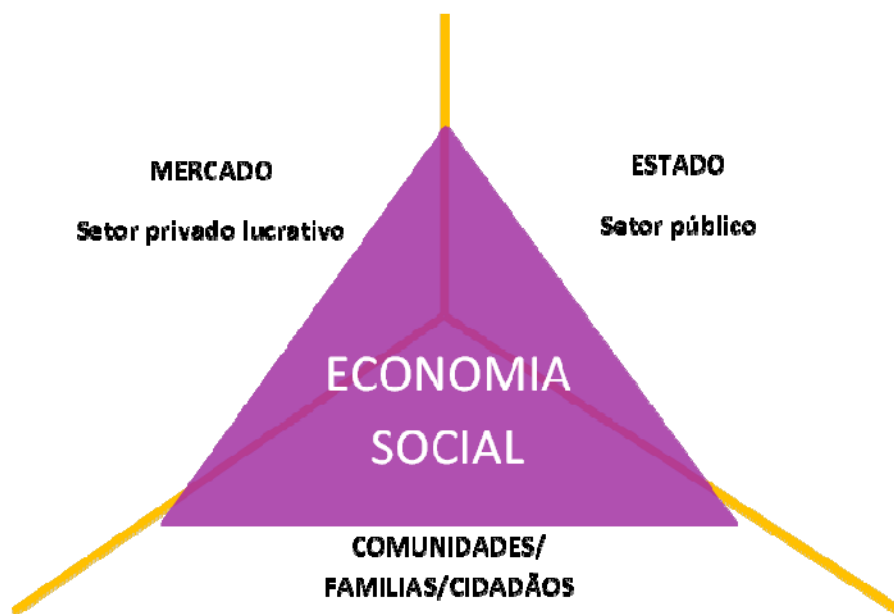 MERCADO
Setor privado lucrativo
ESTADO
Setor público
ECONOMIA
SOCIAL
COMUNIDADES/
FAMILIAS/CIDADÃOS